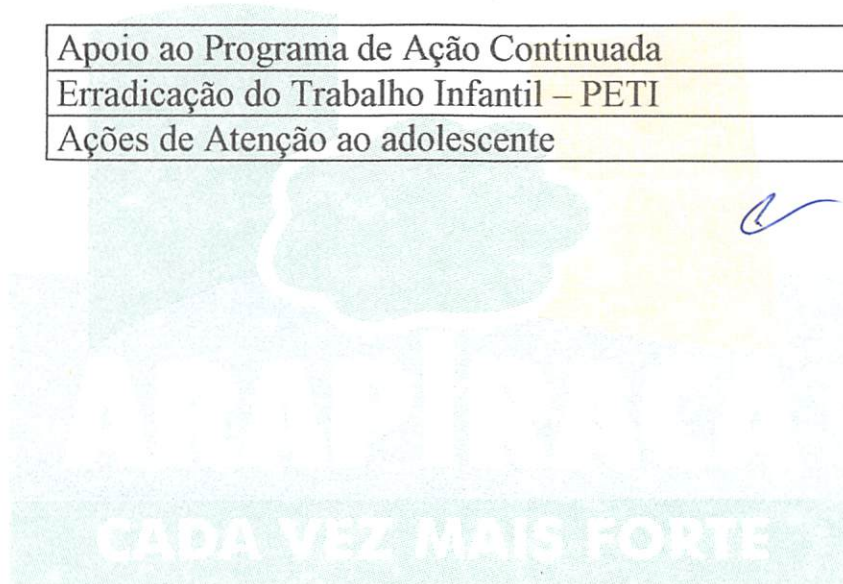 Apoio ao Programa de Ação Continuada
Erradicação do Trabalho Infantil – PETI
Ações de Atenção ao adolescente
ARAPIRACA
CADA VEZ MAIS FORTE